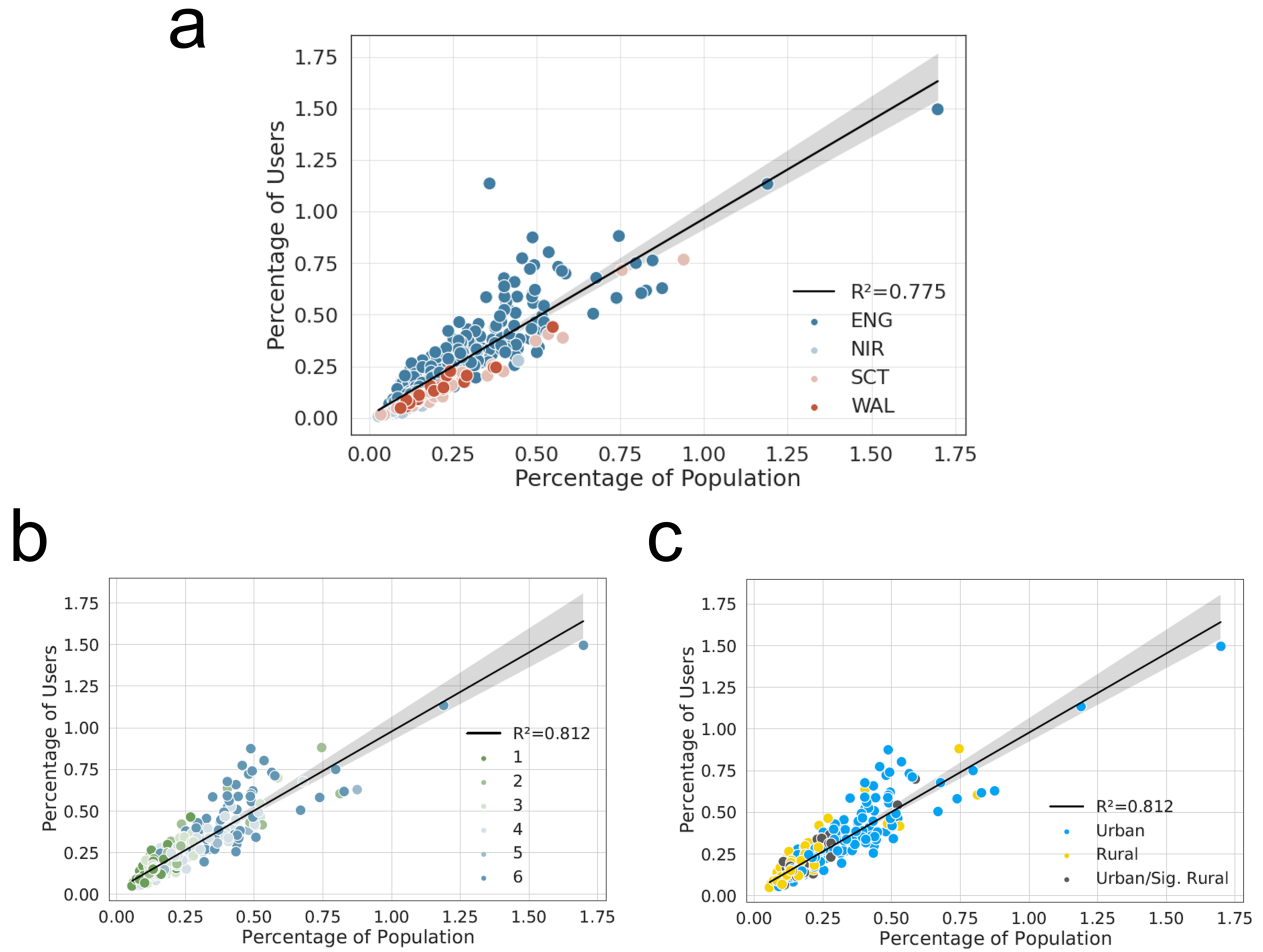 a
1.75
1.50
1.25
1.00
0.75
0.50
0.25
0.00
Percentage of Users
R²=0.775
ENG
NIR
SCT
WAL
0.00 0.25 0.50 0.75 1.00 1.25 1.50 1.75
Percentage of Population
b
1.75
1.50
1.25
1.00
0.75
0.50
0.25
0.00
Percentage of Users
R²=0.812
1
2
3
4
5
6
0.00 0.25 0.50 0.75 1.00 1.25 1.50 1.75
Percentage of Population
c
1.75
1.50
1.25
1.00
0.75
0.50
0.25
0.00
Percentage of Users
R²=0.812
Urban
Rural
Urban/Sig. Rural
0.00 0.25 0.50 0.75 1.00 1.25 1.50 1.75
Percentage of Population